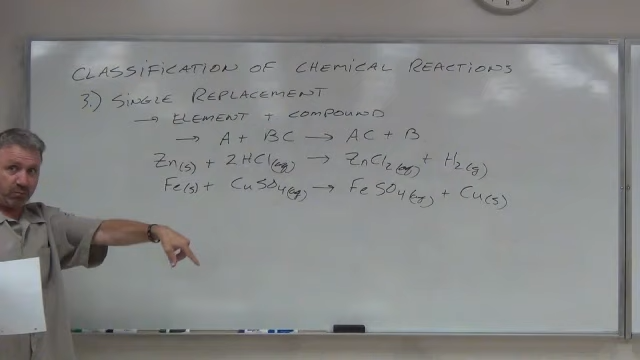 CLASSIFICATION OF CHEMICAL REACTIONS
3.) SINGLE REPLACEMENT
→ ELEMENT + COMPOUND
→ A + BC → AC + B
Zn(s) + 2HCl(aq) → ZnCl2(aq) + H2(g)
Fe(s) + CuSO4(aq) → FeSO4(aq) + Cu(s)